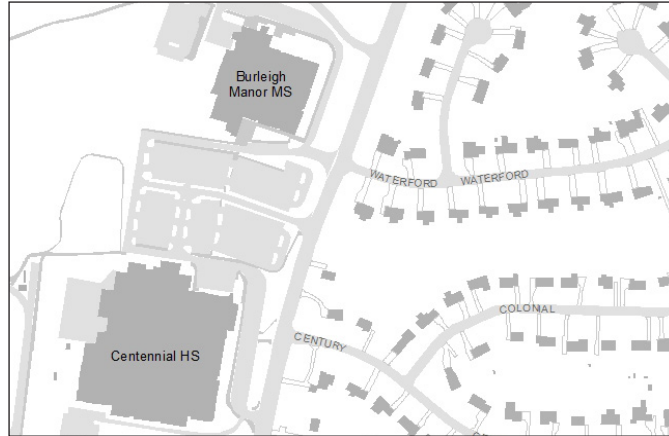 Burleigh
Manor MS
WATERFORD
WATERFORD
COLONAL
CENTURY
Centennial HS